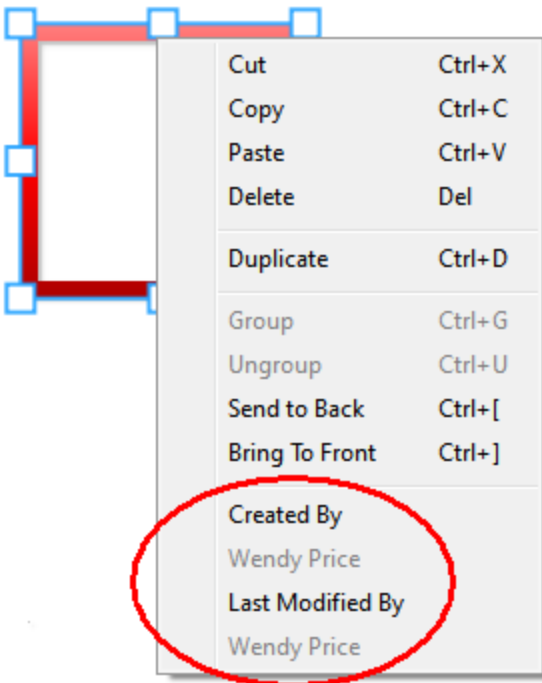 Cut Ctrl+X
Copy Ctrl+C
Paste Ctrl+V
Delete Del
Duplicate Ctrl+D
Group Ctrl+G
Ungroup Ctrl+U
Send to Back Ctrl+[
Bring To Front Ctrl+]
Created By
Wendy Price
Last Modified By
Wendy Price